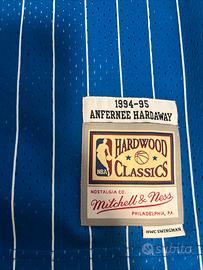 1994-95
ANFERNEE HARDAWAY
HARDWOOD
NBA
CLASSICS
NOSTALGIA CO.
Mitchell & Ness
PHILADELPHIA, PA.
HWC SWINGMAN
subito